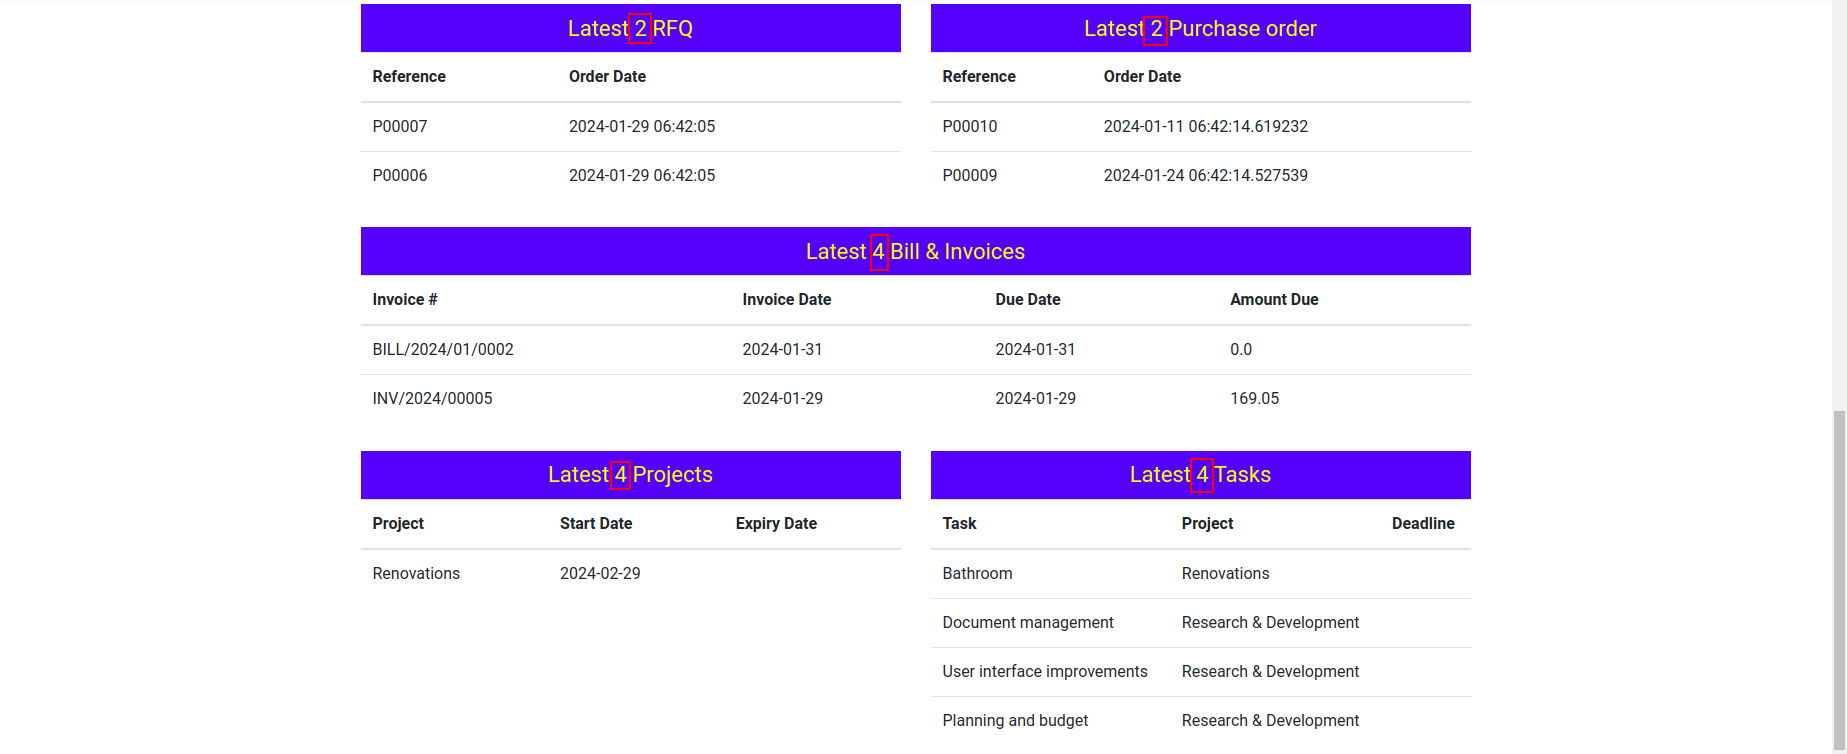 Latest 2 RFQ
Reference Order Date
P00007 2024-01-29 06:42:05
P00006 2024-01-29 06:42:05
Latest 2 Purchase order
Reference Order Date
P00010 2024-01-11 06:42:14.619232
P00009 2024-01-24 06:42:14.527539
Latest 4 Bill & Invoices
Invoice # Invoice Date Due Date Amount Due
BILL/2024/01/0002 2024-01-31 2024-01-31 0.0
INV/2024/00005 2024-01-29 2024-01-29 169.05
Latest 4 Projects
Project Start Date Expiry Date
Renovations 2024-02-29
Latest 4 Tasks
Task Project Deadline
Bathroom Renovations
Document management Research & Development
User interface improvements Research & Development
Planning and budget Research & Development